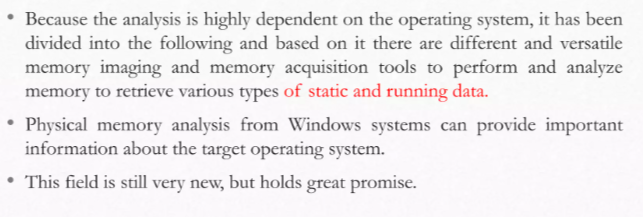 • Because the analysis is highly dependent on the operating system, it has been
divided into the following and based on it there are different and versatile
memory imaging and memory acquisition tools to perform and analyze
memory to retrieve various types of static and running data.
• Physical memory analysis from Windows systems can provide important
information about the target operating system.
• This field is still very new, but holds great promise.